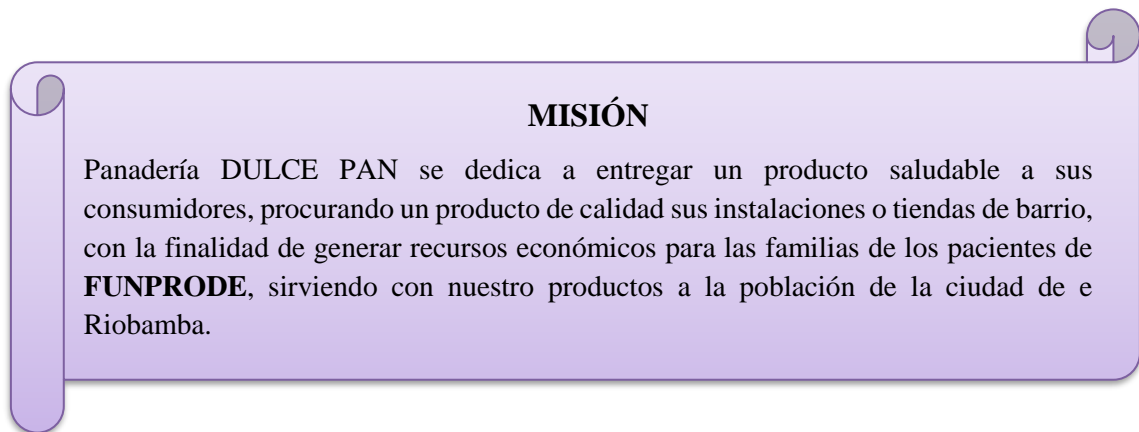 MISIÓN
Panadería DULCE PAN se dedica a entregar un producto saludable a sus
consumidores, procurando un producto de calidad sus instalaciones o tiendas de barrio,
con la finalidad de generar recursos económicos para las familias de los pacientes de
FUNPRODE, sirviendo con nuestro productos a la población de la ciudad de e
Riobamba.